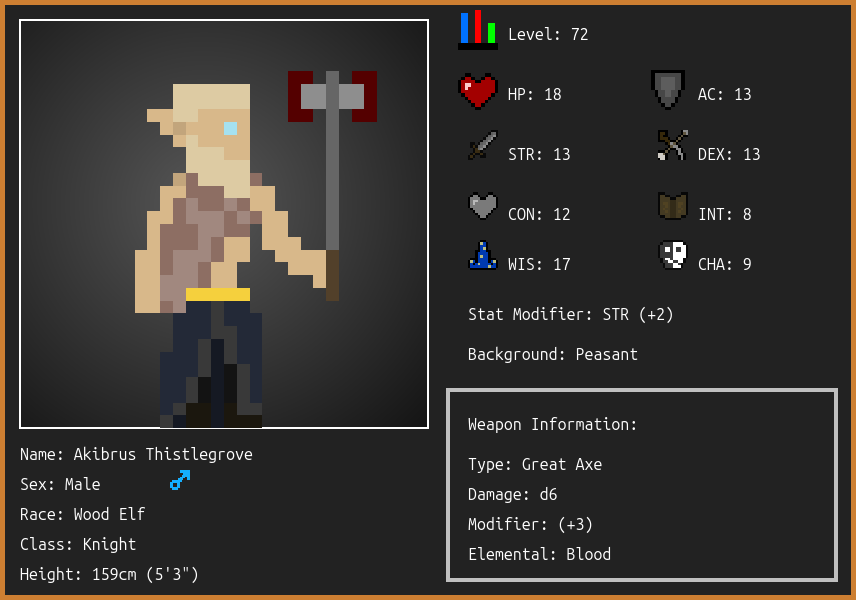 Level: 72
HP: 18
AC: 13
STR: 13
DEX: 13
CON: 12
INT: 8
WIS: 17
CHA: 9
Stat Modifier: STR (+2)
Background: Peasant
Weapon Information:
Type: Great Axe
Damage: d6
Modifier: (+3)
Elemental: Blood
Name: Akibrus Thistlegrove
Sex: Male
Race: Wood Elf
Class: Knight
Height: 159cm (5'3")